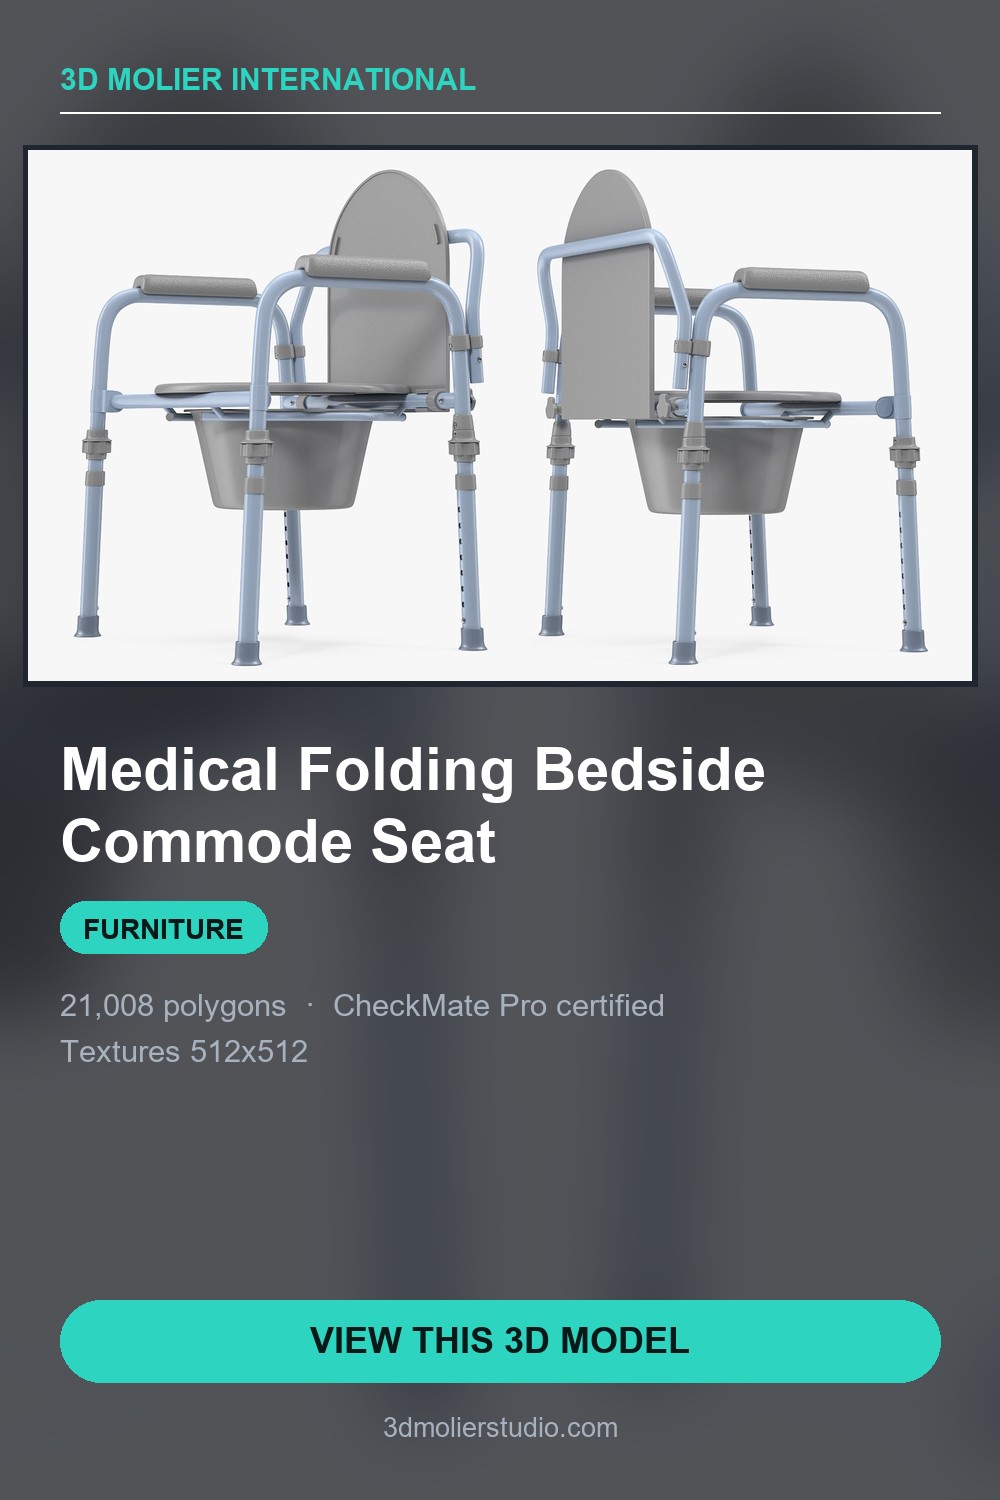 3D MOLIER INTERNATIONAL
Medical Folding Bedside
Commode Seat
FURNITURE
21,008 polygons · CheckMate Pro certified
Textures 512x512
VIEW THIS 3D MODEL
3dmolierstudio.com